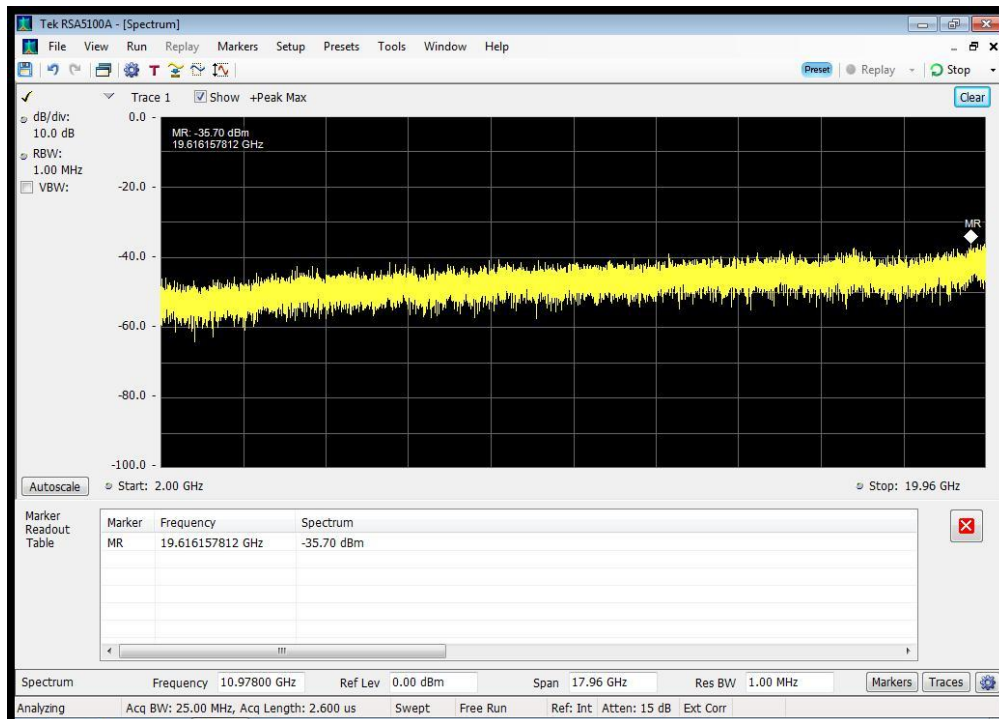 Tek RSA5100A - [Spectrum]
File View Run Replay Markers Setup Presets Tools Window Help
T Preset Replay Stop
Trace 1 Show +Peak Max Clear
dB/div:
10.0 dB
RBW:
1.00 MHz
VBW:
0.0
MR: -35.70 dBm
19.616157812 GHz
-20.0
MR
-40.0
-60.0
-80.0
-100.0
Autoscale Start: 2.00 GHz Stop: 19.96 GHz
Marker
Readout
Table
Marker Frequency Spectrum
MR 19.616157812 GHz -35.70 dBm
Spectrum Frequency 10.97800 GHz Ref Lev 0.00 dBm Span 17.96 GHz Res BW 1.00 MHz Markers Traces
Analyzing Acq BW: 25.00 MHz, Acq Length: 2.600 us Swept Free Run Ref: Int Atten: 15 dB Ext Corr